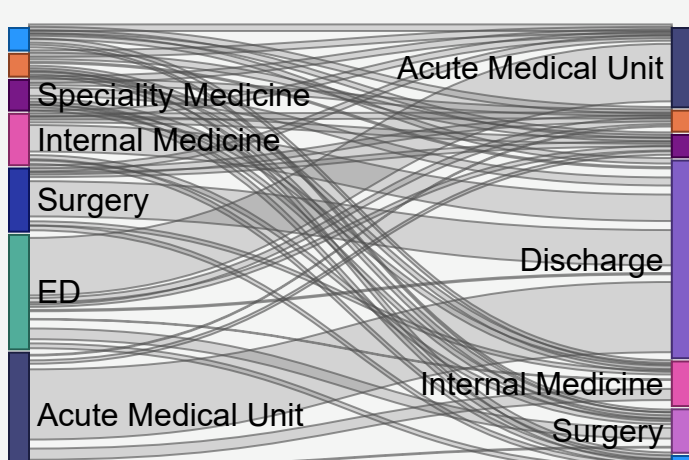 Speciality Medicine
Internal Medicine
Surgery
ED
Acute Medical Unit
Acute Medical Unit
Discharge
Internal Medicine
Surgery